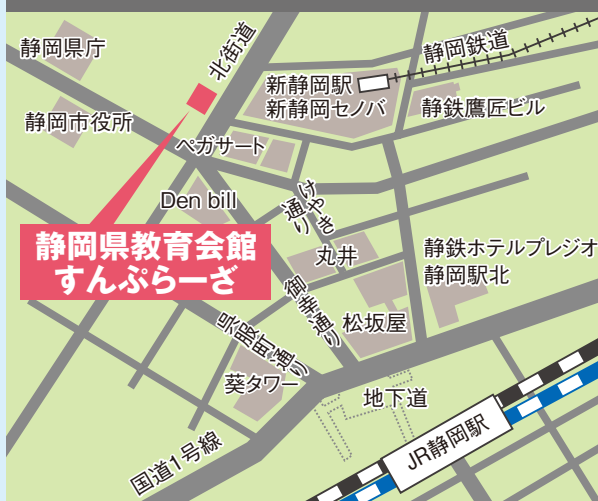 静岡県庁
北街道
静岡鉄道
新静岡駅
新静岡セノバ
静鉄鷹匠ビル
静岡市役所
ペガサート
Den bill
けやき
通り
静岡県教育会館
すんぷらーざ
丸井
静鉄ホテルプレジオ
静岡駅北
御幸通り
松坂屋
呉服町通り
葵タワー
地下道
JR静岡駅
国道1号線